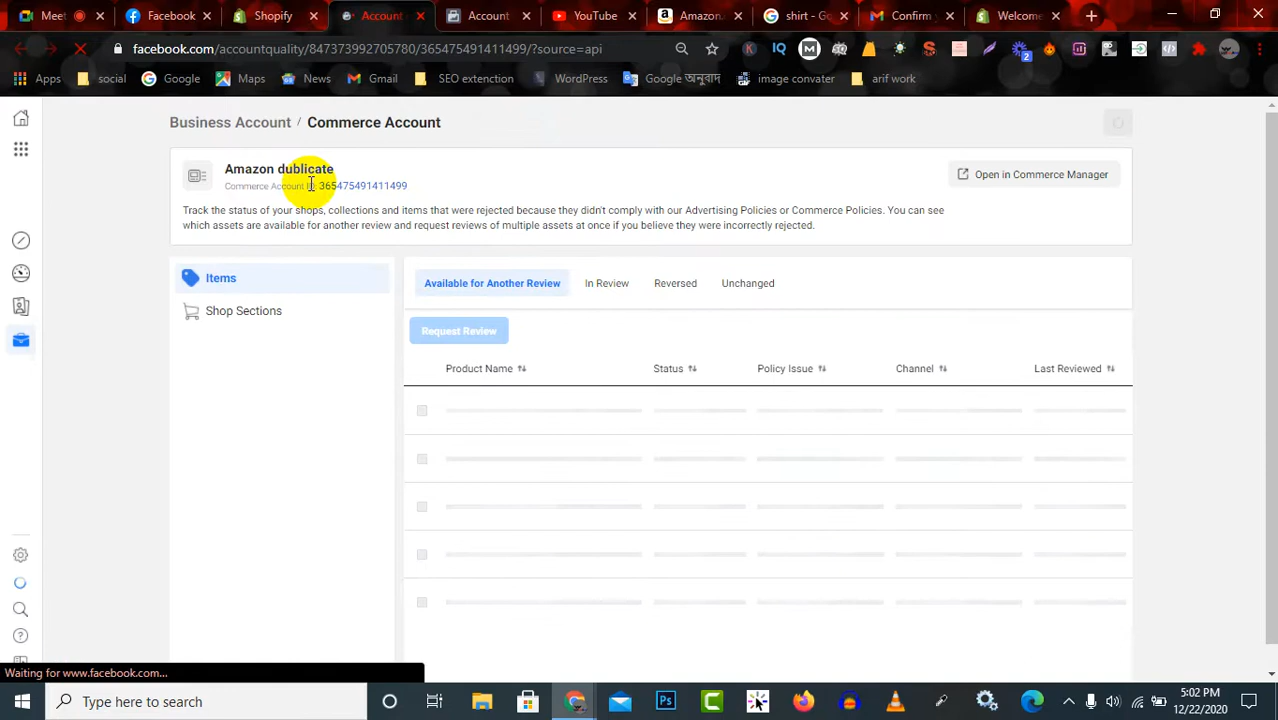 Meet
Facebook
Shopify
Account
Account
YouTube
Amazon.
shirt - Go
Confirm
Welcome
facebook.com/accountquality/847373992705780/365475491411499/?source=api
Apps
social
Google
Maps
News
Gmail
SEO extenction
WordPress
Google অনুবাদ
image convater
arif work
Business Account / Commerce Account
Amazon dublicate
Commerce Account ID: 365475491411499
Open in Commerce Manager
Track the status of your shops, collections and items that were rejected because they didn't comply with our Advertising Policies or Commerce Policies. You can see
which assets are available for another review and request reviews of multiple assets at once if you believe they were incorrectly rejected.
Items
Shop Sections
Available for Another Review
In Review
Reversed
Unchanged
Request Review
Product Name
Status
Policy Issue
Channel
Last Reviewed
Waiting for www.facebook.com...
Type here to search
5:02 PM
12/22/2020